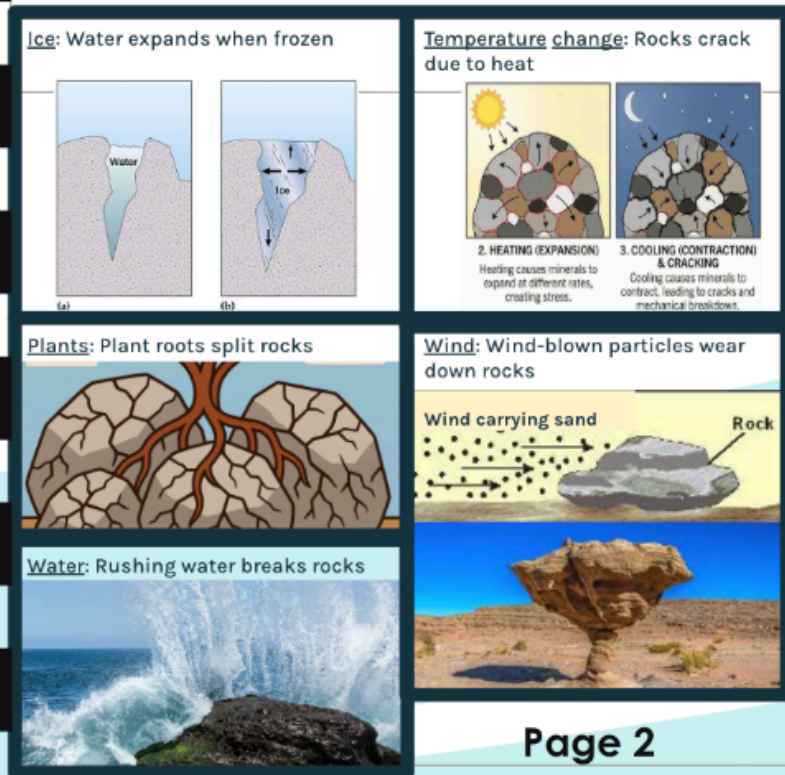 Ice: Water expands when frozen
Water
Ice
(a)
(b)
Temperature change: Rocks crack
due to heat
2. HEATING (EXPANSION)
Heating causes minerals to
expand at different rates,
creating stress.
3. COOLING (CONTRACTION)
& CRACKING
Cooling causes minerals to
contract, leading to cracks and
mechanical breakdown.
Plants: Plant roots split rocks
Wind: Wind-blown particles wear
down rocks
Wind carrying sand
Rock
Water: Rushing water breaks rocks
Page 2